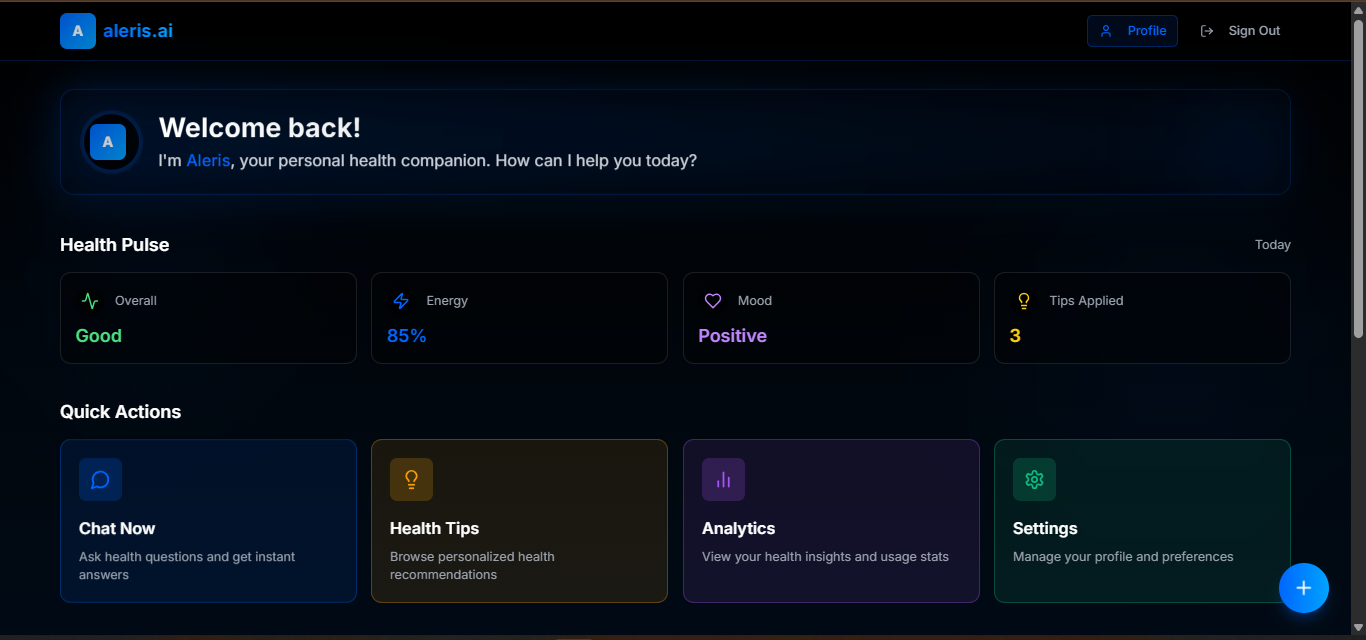 A aleris.ai
Profile
Sign Out
A
Welcome back!
I'm Aleris, your personal health companion. How can I help you today?
Health Pulse
Today
Overall
Good
Energy
85%
Mood
Positive
Tips Applied
3
Quick Actions
Chat Now
Ask health questions and get instant
answers
Health Tips
Browse personalized health
recommendations
Analytics
View your health insights and usage stats
Settings
Manage your profile and preferences
+